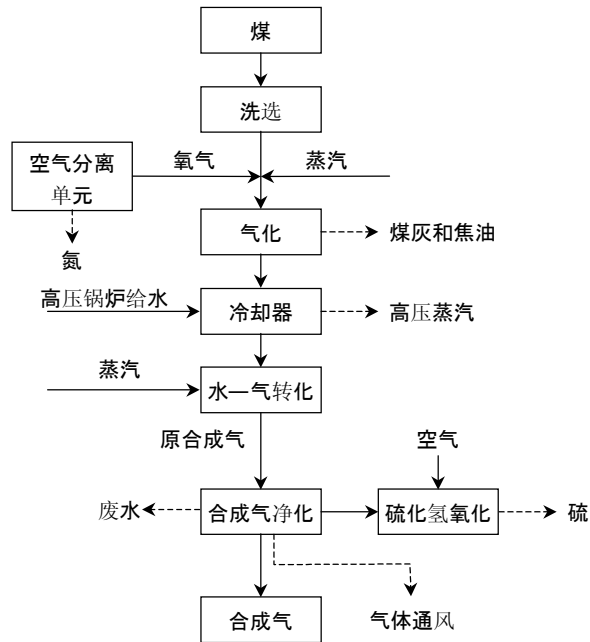 煤
洗选
空气分离
单元
氧气
蒸汽
氮
气化
煤灰和焦油
高压锅炉给水
冷却器
高压蒸汽
蒸汽
水一气转化
原合成气
空气
废水
合成气净化
硫化氢氧化
硫
合成气
气体通风